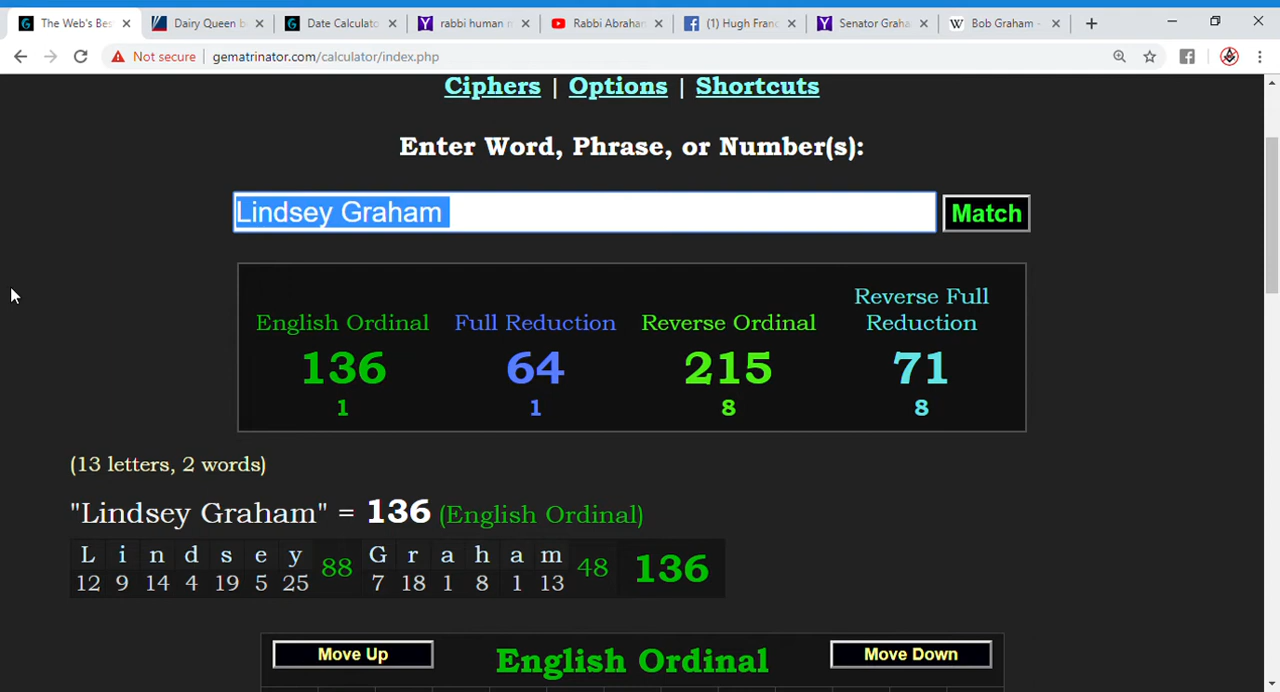 The Web's Bes
Dairy Queen b
Date Calculato
rabbi human r
Rabbi Abrahar
(1) Hugh Franc
Senator Graha
W Bob Graham -
Not secure | gematrinator.com/calculator/index.php
Ciphers | Options | Shortcuts
Enter Word, Phrase, or Number(s):
Lindsey Graham
Match
English Ordinal Full Reduction Reverse Ordinal Reverse Full Reduction
136 64 215 71
1 1 8 8
(13 letters, 2 words)
"Lindsey Graham" = 136 (English Ordinal)
L i n d s e y 88 G r a h a m 48 136
12 9 14 4 19 5 25 7 18 1 8 1 13
Move Up English Ordinal Move Down